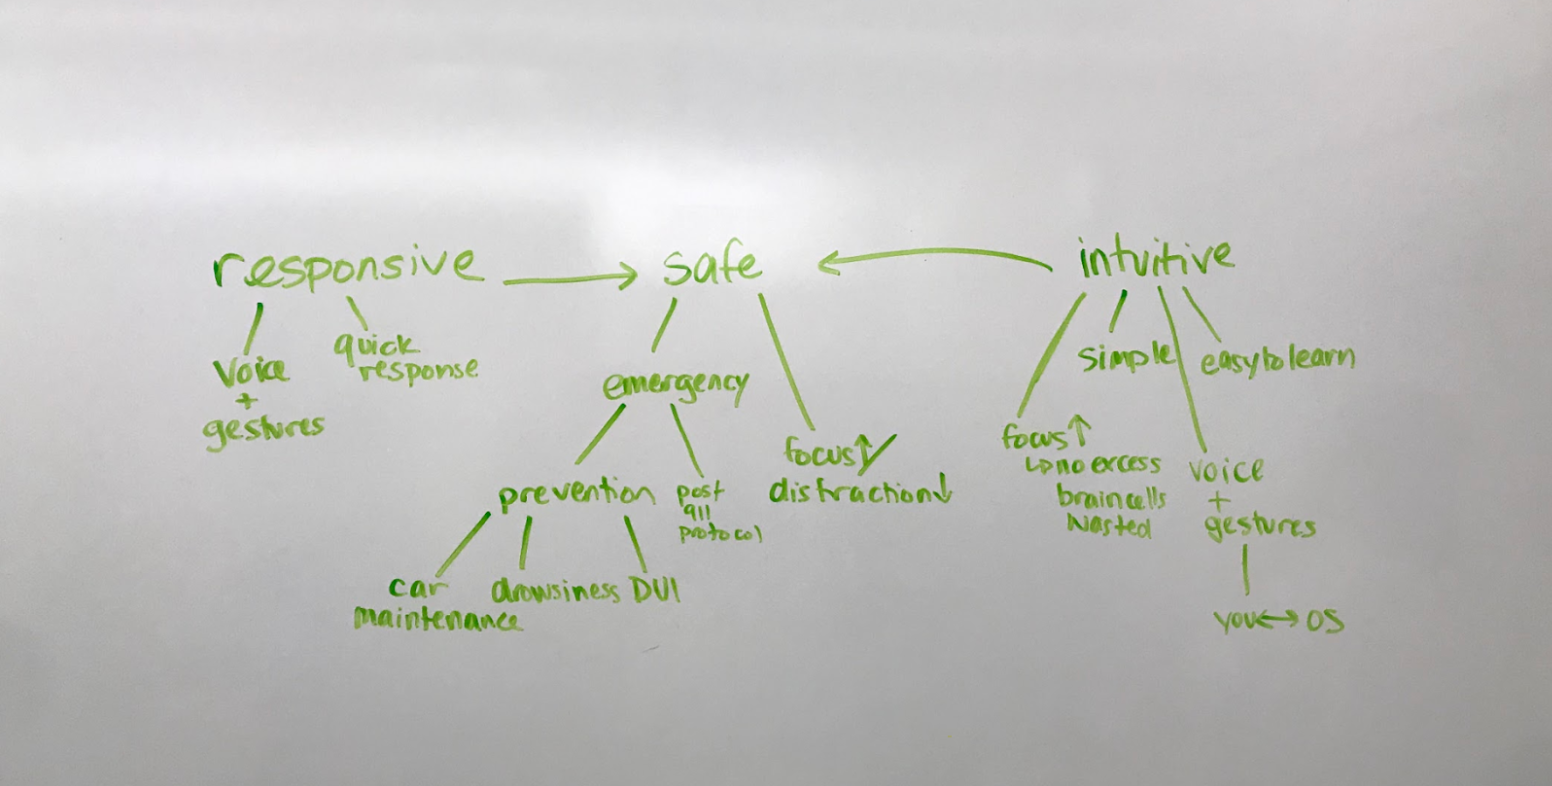 responsive → safe ← intuitive
quick
response
Voice
+
gestures
emergency
simple
easy to learn
focus↑/
distraction↓
focus↑
↳ no excess
braincells
wasted
voice
+
gestures
prevention
post
911
protocol
car
maintenance
drowsiness
DUI
you ↔ OS